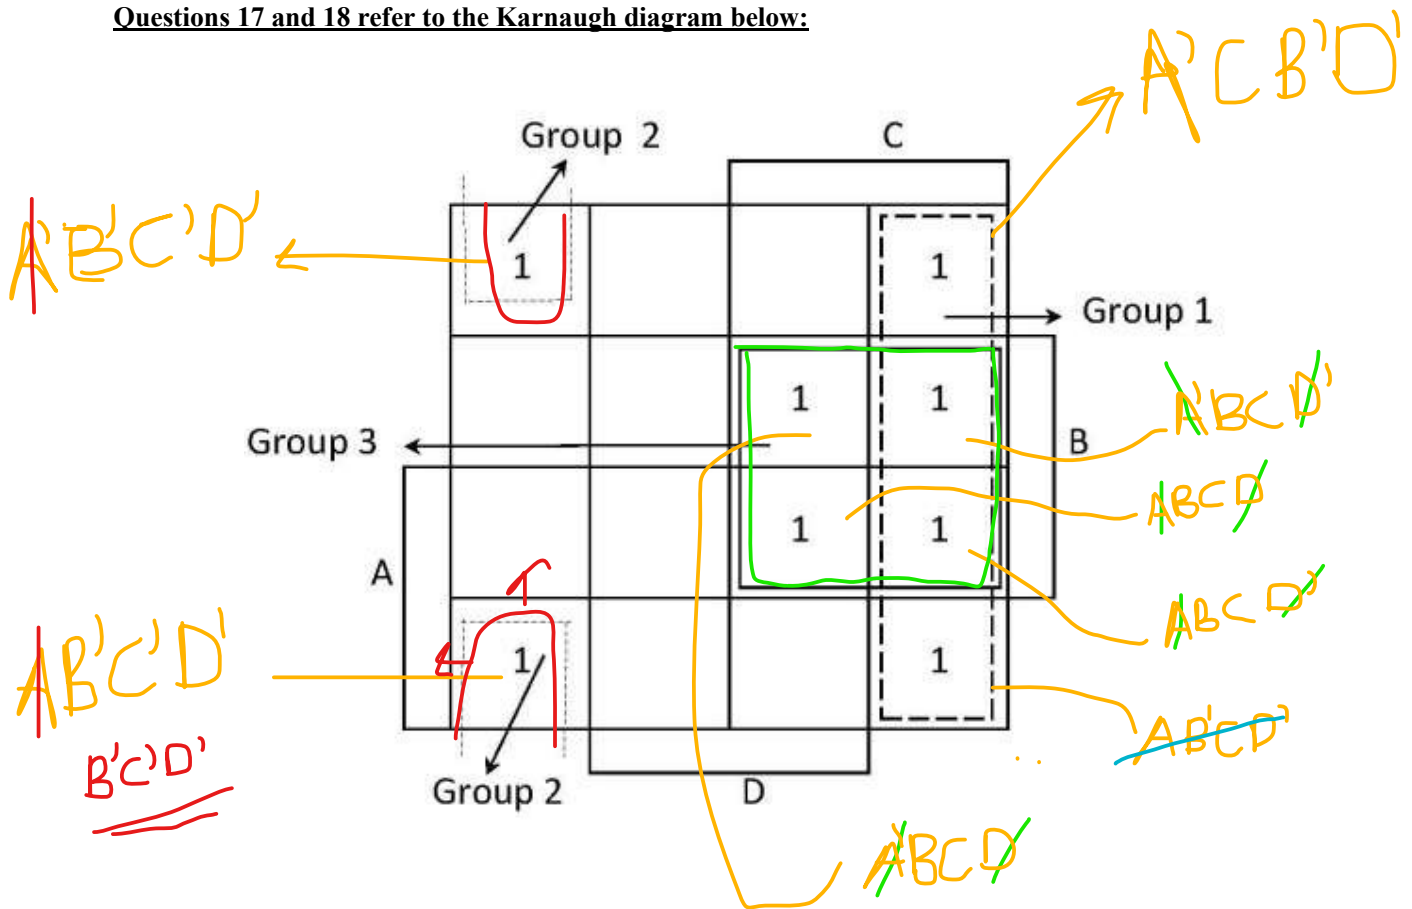 Questions 17 and 18 refer to the Karnaugh diagram below:
A'CB'D'
Group 2
C
A'B'C'D'
1
1
Group 1
1
1
A'BCD'
Group 3
B
ABCD
1
1
A
ABCD'
AB'C'D'
1
1
AB'CD'
B'C'D'
Group 2
D
A'BCD